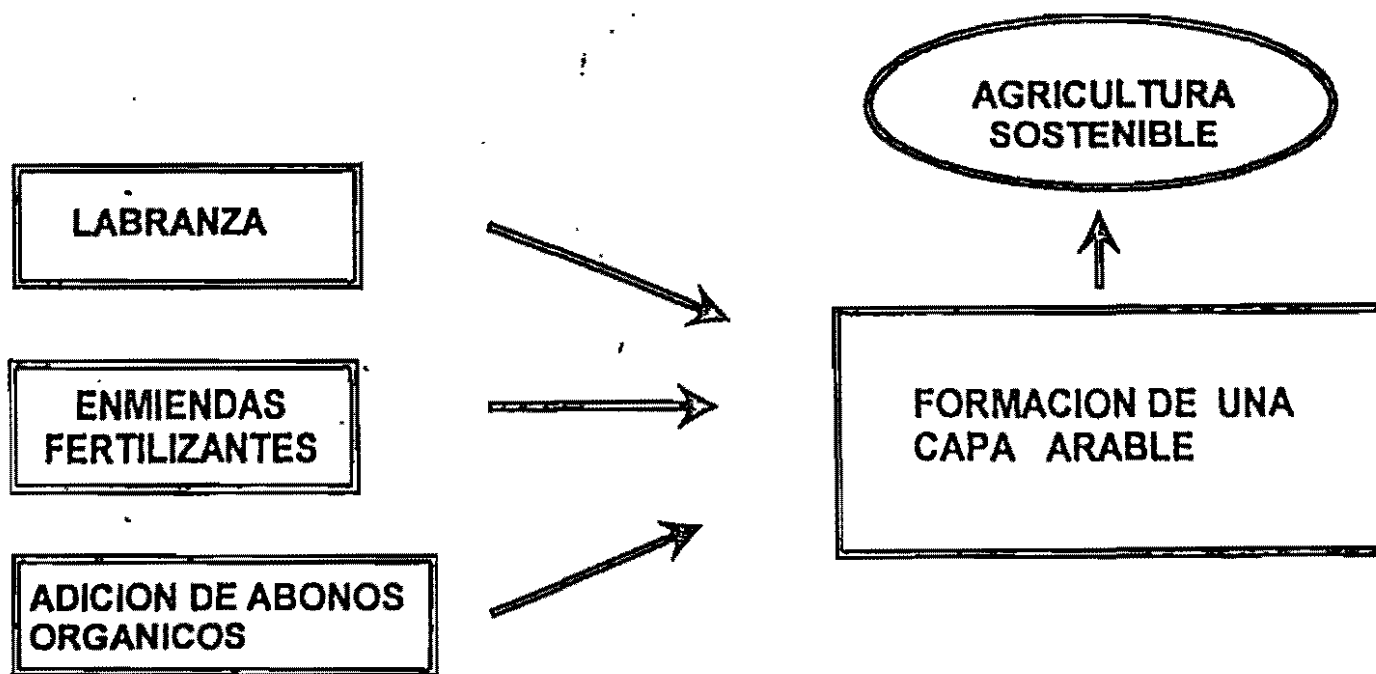 AGRICULTURA
SOSTENIBLE
LABRANZA
ENMIENDAS
FERTILIZANTES
FORMACION DE UNA
CAPA ARABLE
ADICION DE ABONOS
ORGANICOS